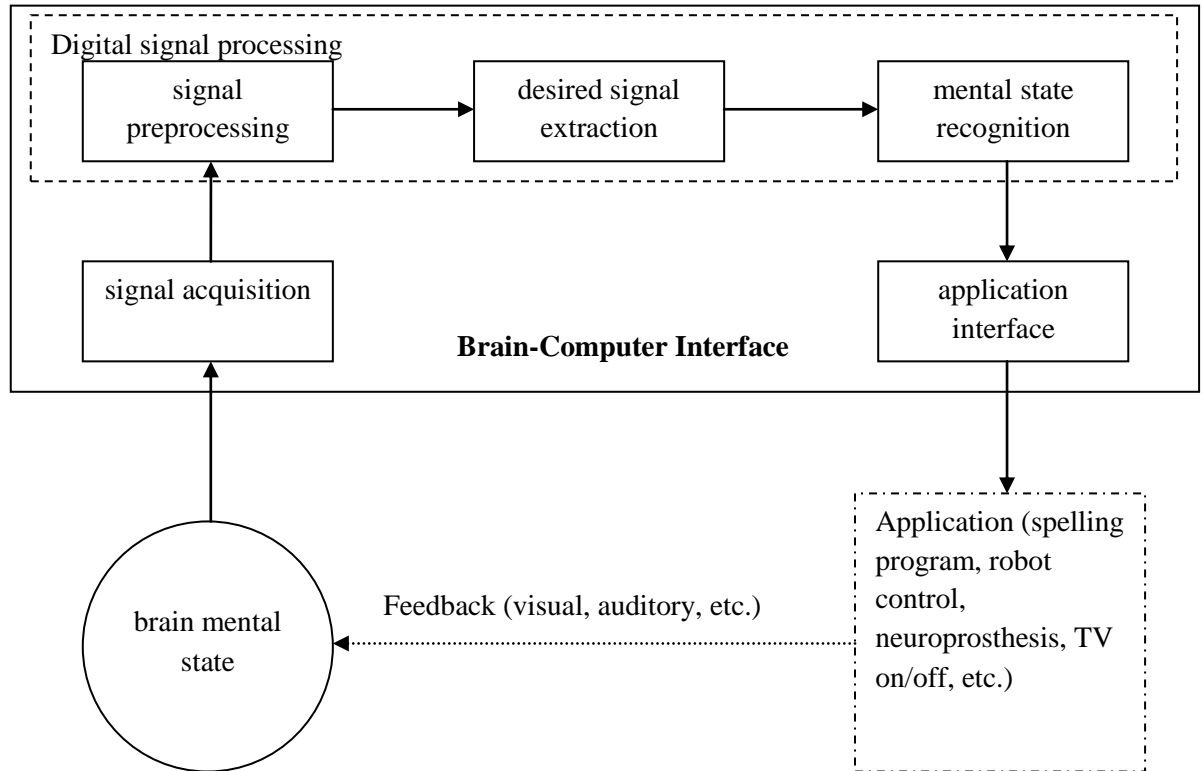 Digital signal processing
signal
preprocessing
desired signal
extraction
mental state
recognition
signal acquisition
application
interface
Brain-Computer Interface
Application (spelling
program, robot
control,
neuroprosthesis, TV
on/off, etc.)
Feedback (visual, auditory, etc.)
brain mental
state